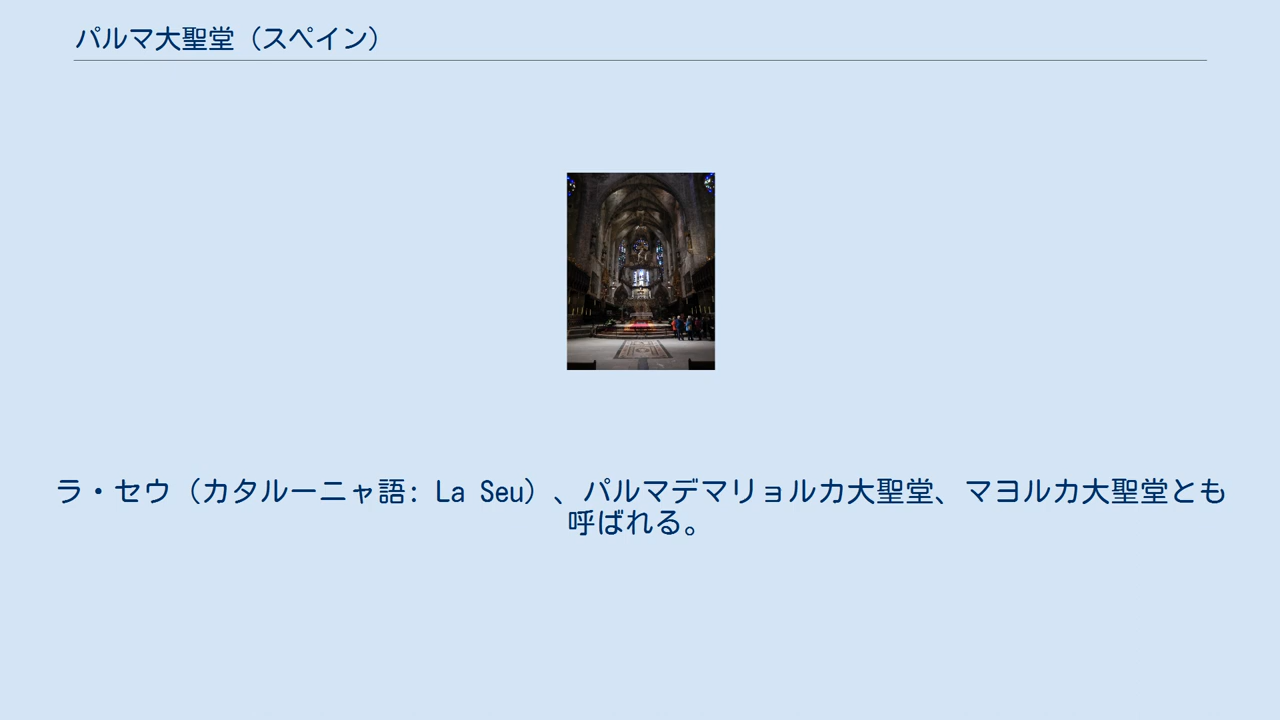 パルマ大聖堂（スペイン）
ラ・セウ（カタルーニャ語: La Seu）、パルマデマリョルカ大聖堂、マヨルカ大聖堂とも
呼ばれる。